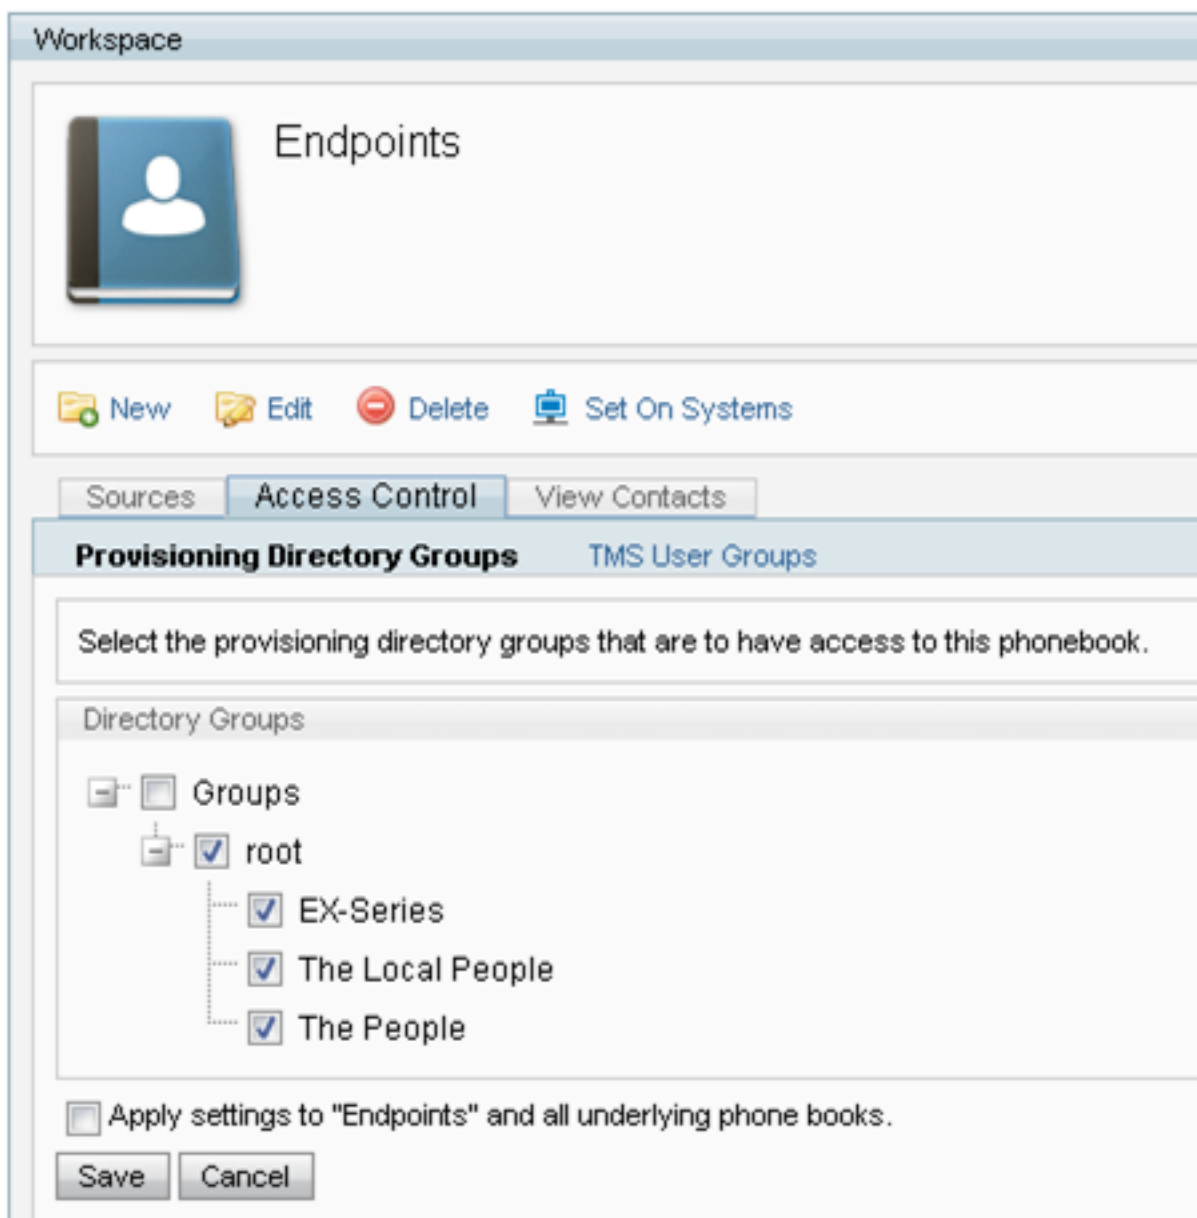 Workspace
Endpoints
New Edit Delete Set On Systems
Sources Access Control View Contacts
Provisioning Directory Groups TMS User Groups
Select the provisioning directory groups that are to have access to this phonebook.
Directory Groups
Groups
root
EX-Series
The Local People
The People
Apply settings to "Endpoints" and all underlying phone books.
Save Cancel